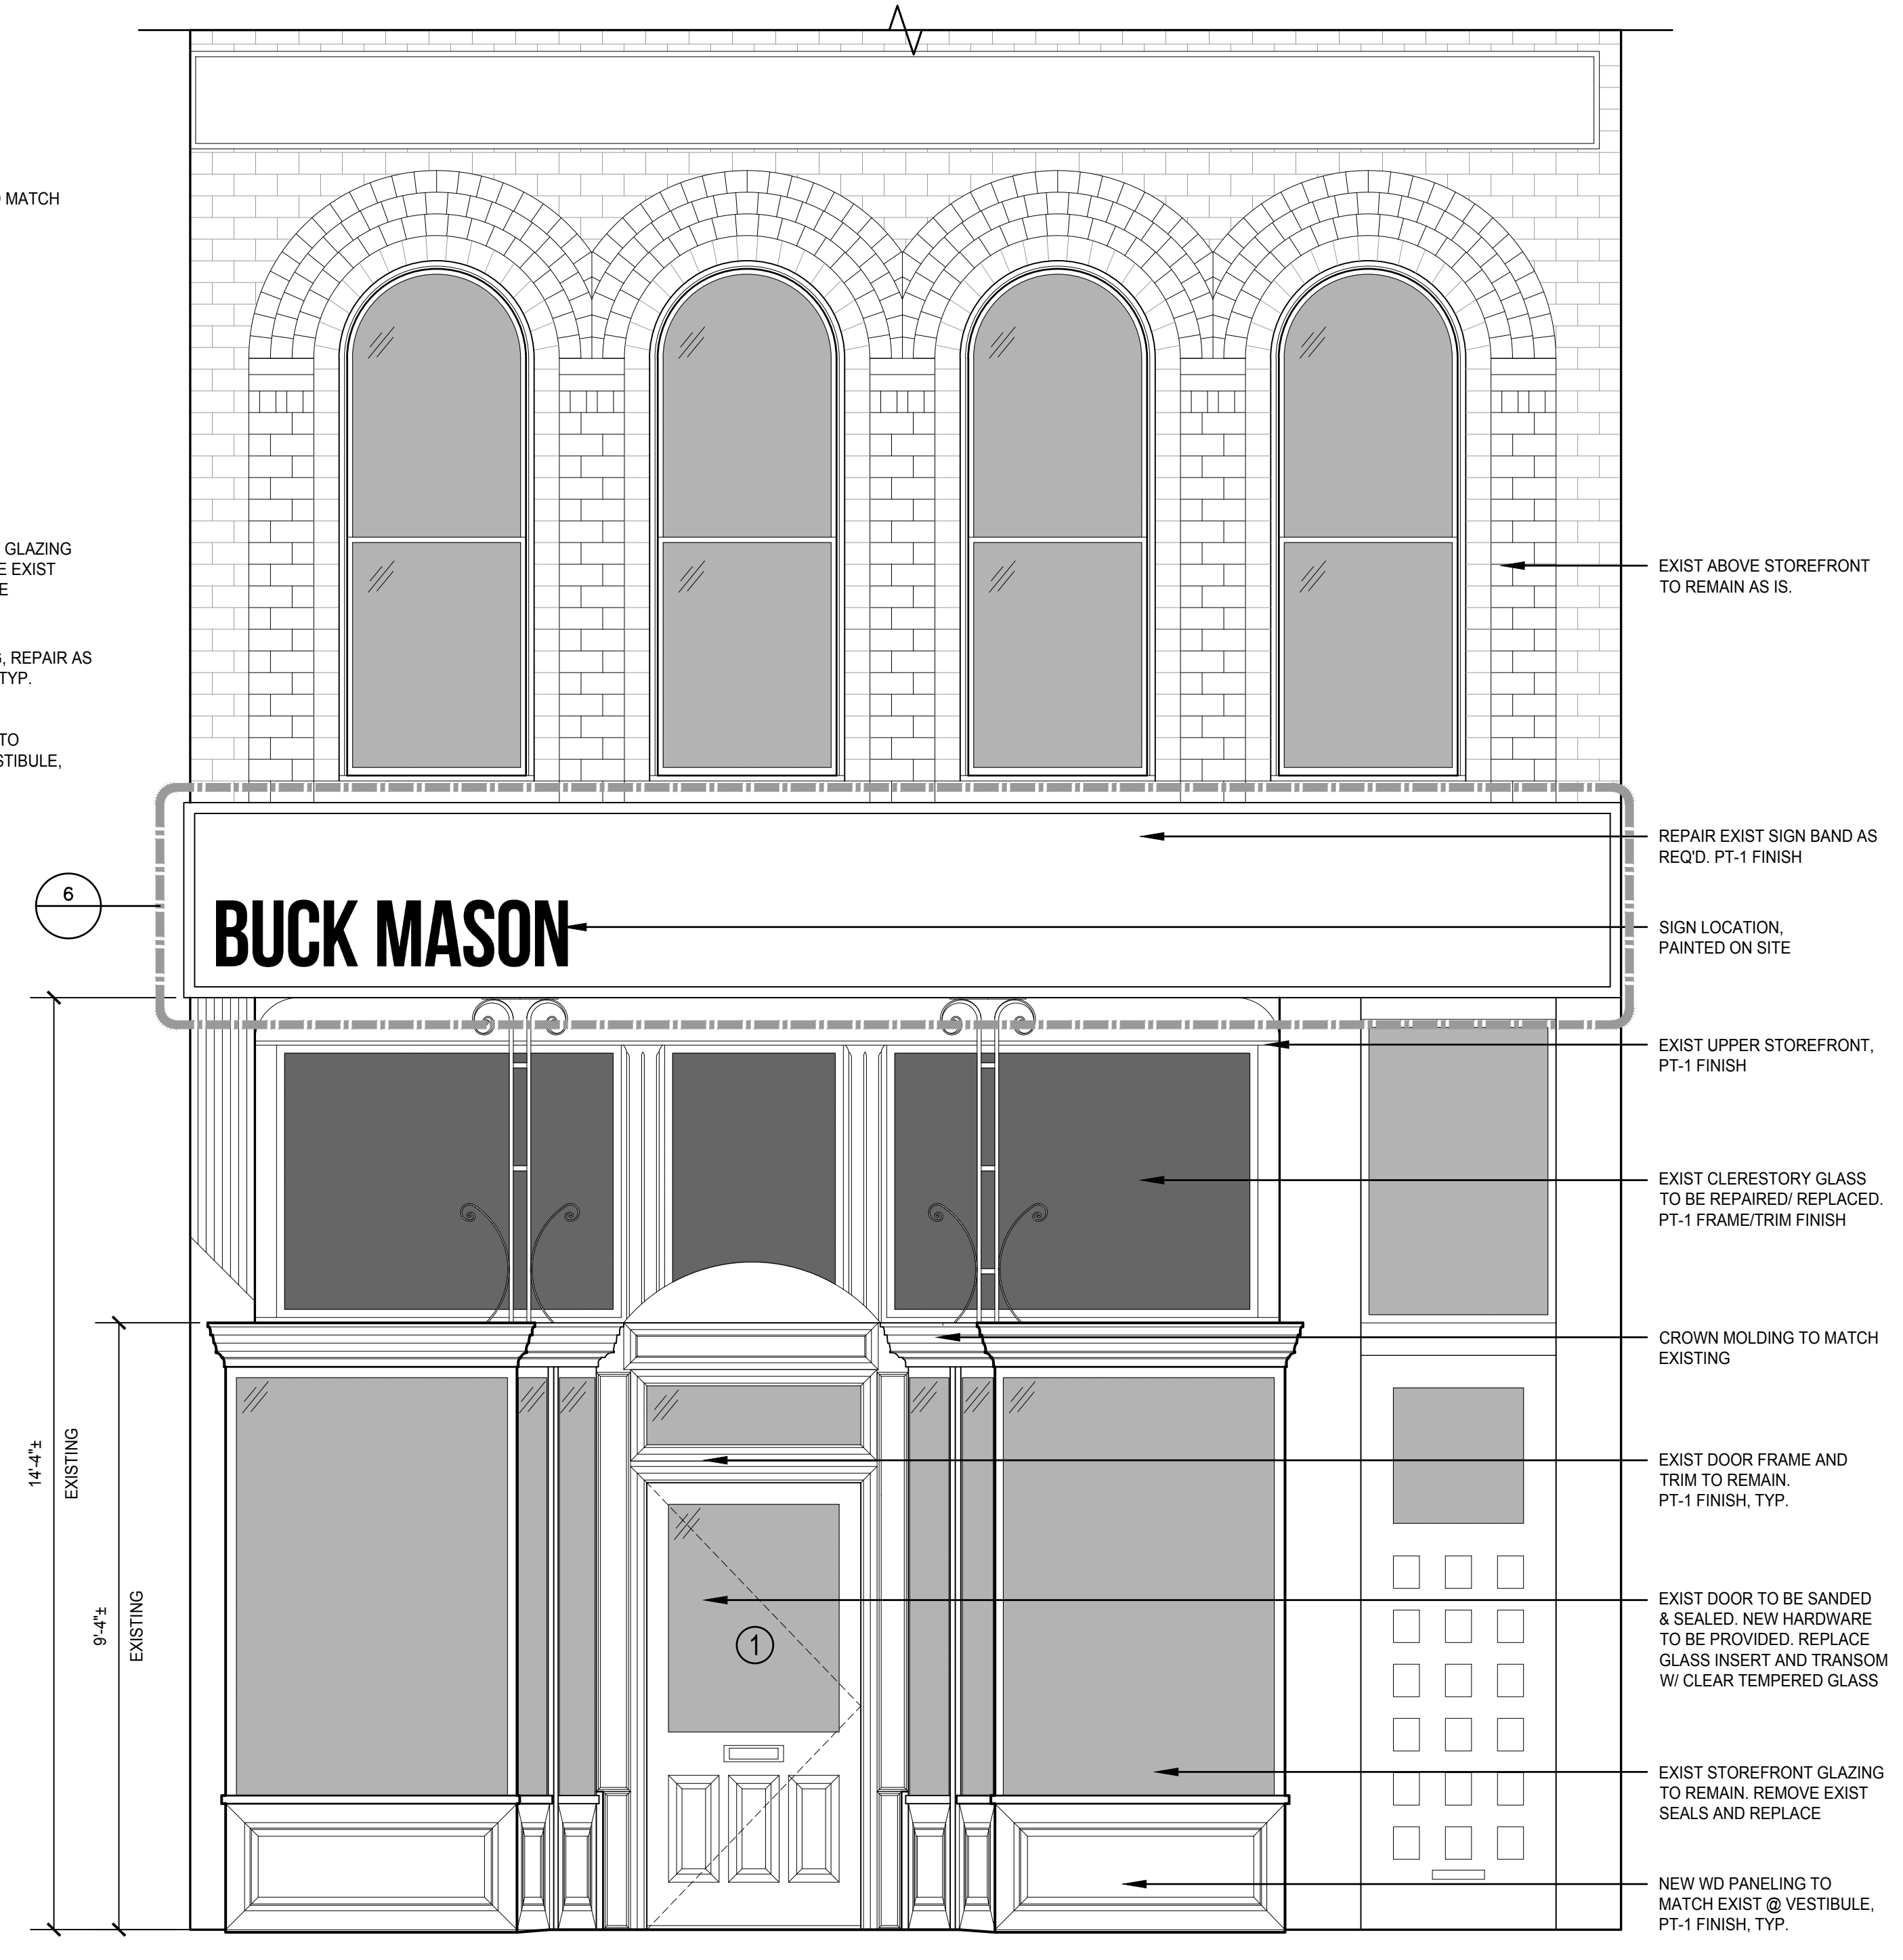 MATCH
GLAZING
EXIST
REPAIR AS
TYP.
TO
EXIST ABOVE STOREFRONT
TO REMAIN AS IS.
REPAIR EXIST SIGN BAND AS
REQ'D. PT-1 FINISH
6
BUCK MASON
SIGN LOCATION,
PAINTED ON SITE
EXIST UPPER STOREFRONT,
PT-1 FINISH
EXIST CLERESTORY GLASS
TO BE REPAIRED/ REPLACED.
PT-1 FRAME/TRIM FINISH
CROWN MOLDING TO MATCH
EXISTING
14'-4"±
EXISTING
9'-4"±
EXISTING
EXIST DOOR FRAME AND
TRIM TO REMAIN.
PT-1 FINISH, TYP.
EXIST DOOR TO BE SANDED
& SEALED. NEW HARDWARE
TO BE PROVIDED. REPLACE
GLASS INSERT AND TRANSOM
W/ CLEAR TEMPERED GLASS
1
EXIST STOREFRONT GLAZING
TO REMAIN. REMOVE EXIST
SEALS AND REPLACE
NEW WD PANELING TO
MATCH EXIST @ VESTIBULE,
PT-1 FINISH, TYP.